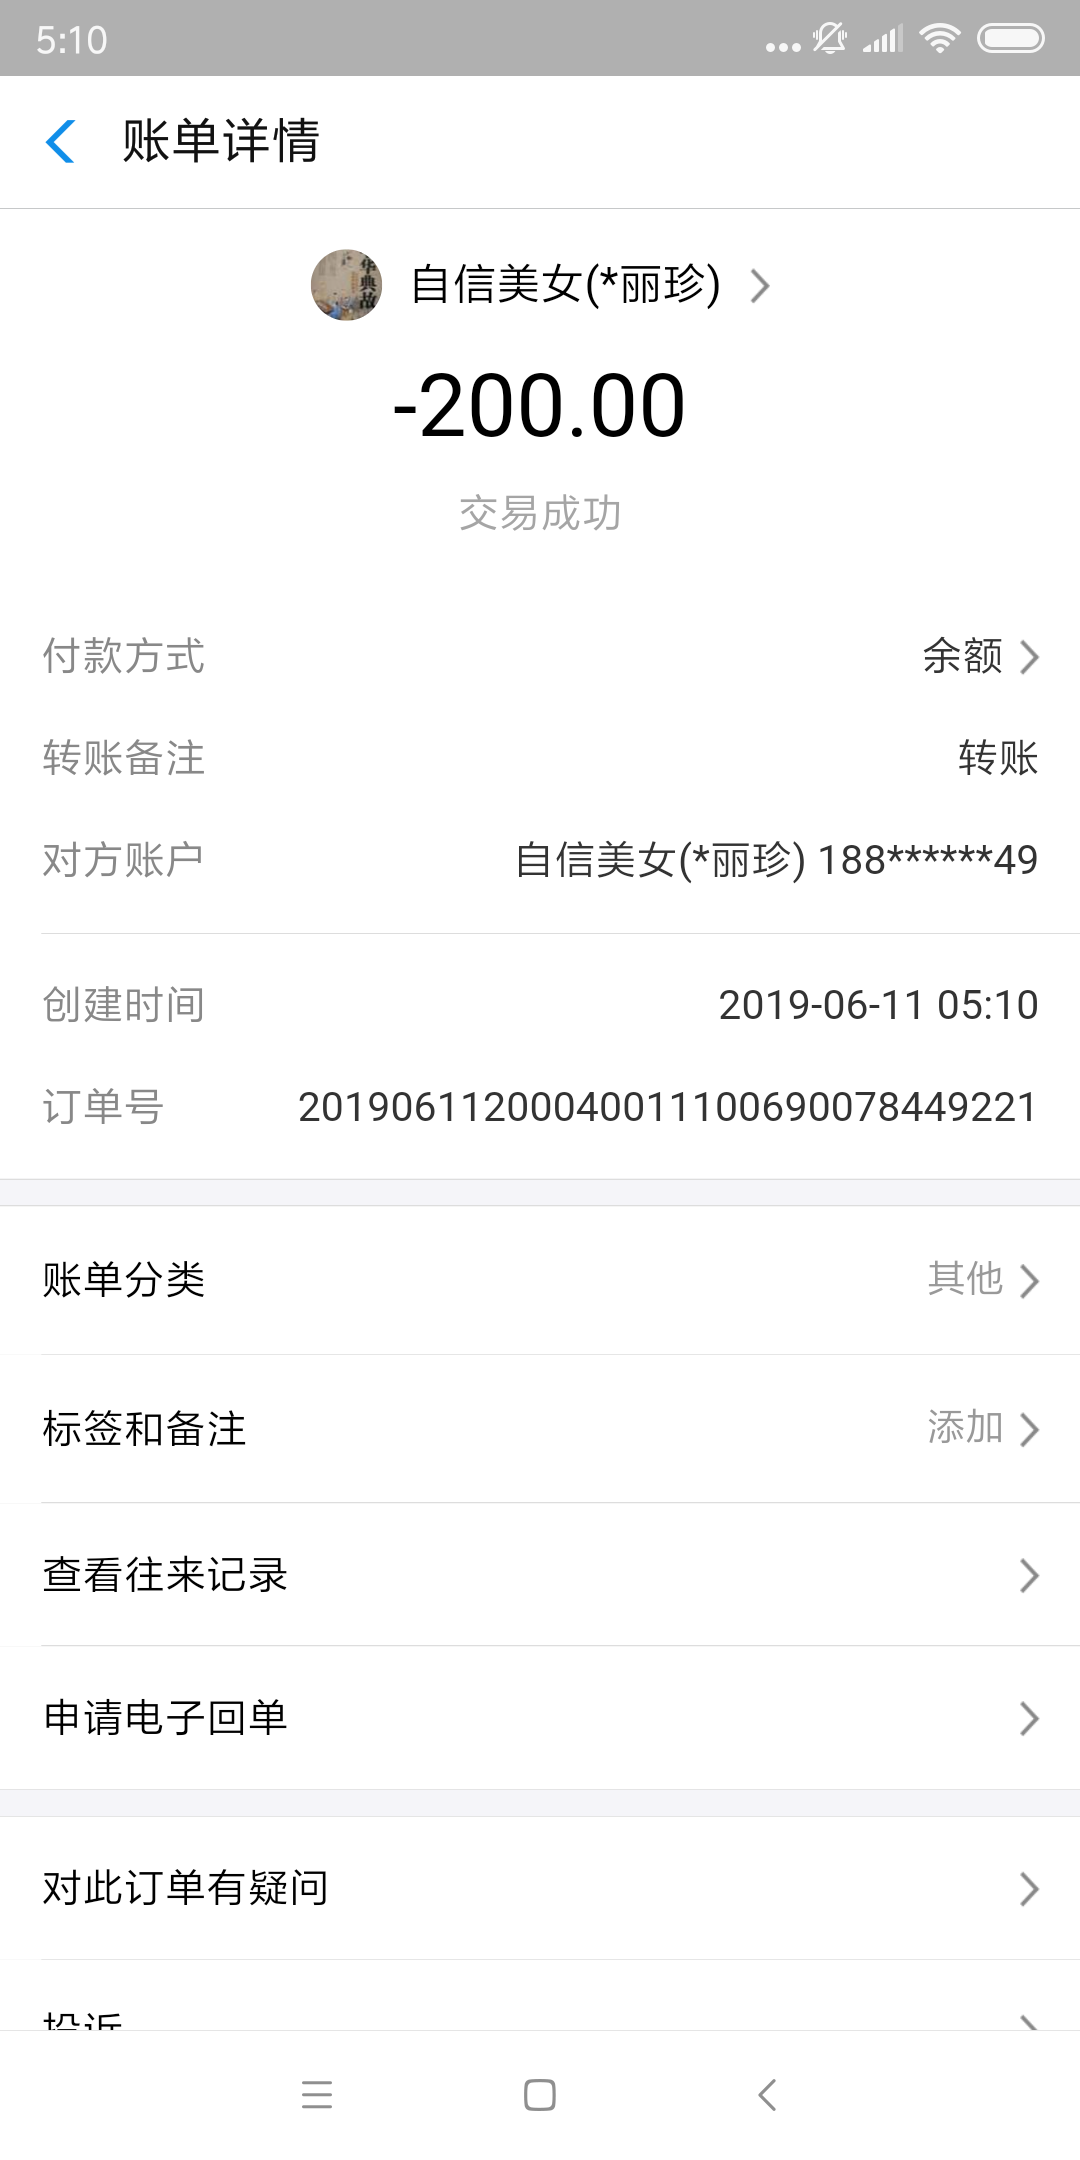 5:10
账单详情
自信美女(*丽珍)
-200.00
交易成功
付款方式 余额
转账备注 转账
对方账户 自信美女(*丽珍) 188******49
创建时间 2019-06-11 05:10
订单号 20190611200040011100690078449221
账单分类 其他
标签和备注 添加
查看往来记录
申请电子回单
对此订单有疑问
投诉